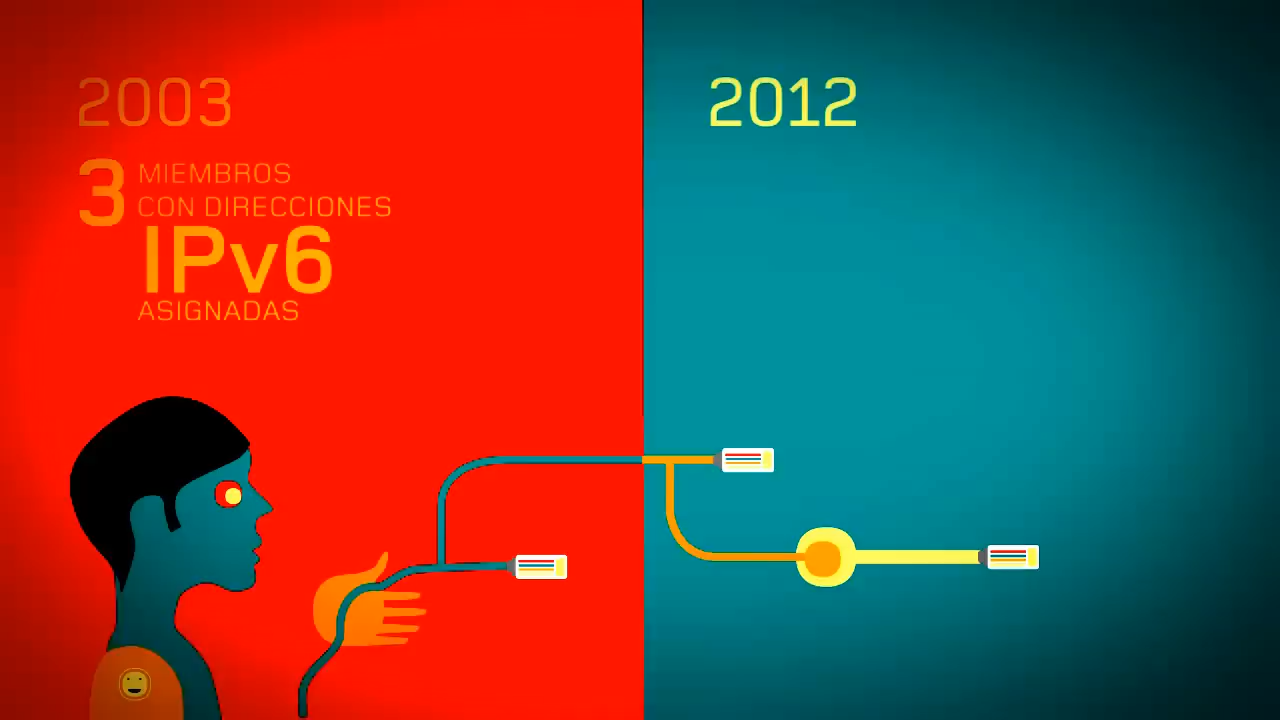 2003
3 MIEMBROS
CON DIRECCIONES
IPv6
ASIGNADAS
2012